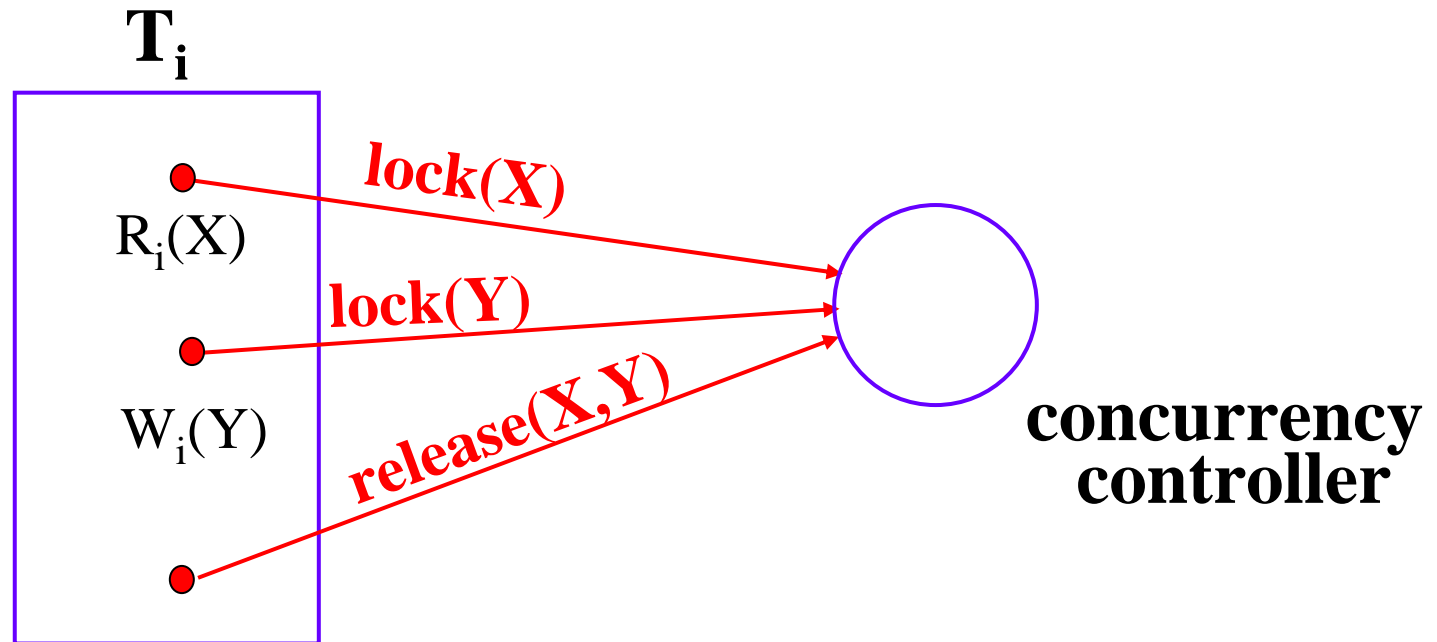 Ti
lock(X)
Ri(X)
lock(Y)
Wi(Y)
release(X,Y)
concurrency
controller